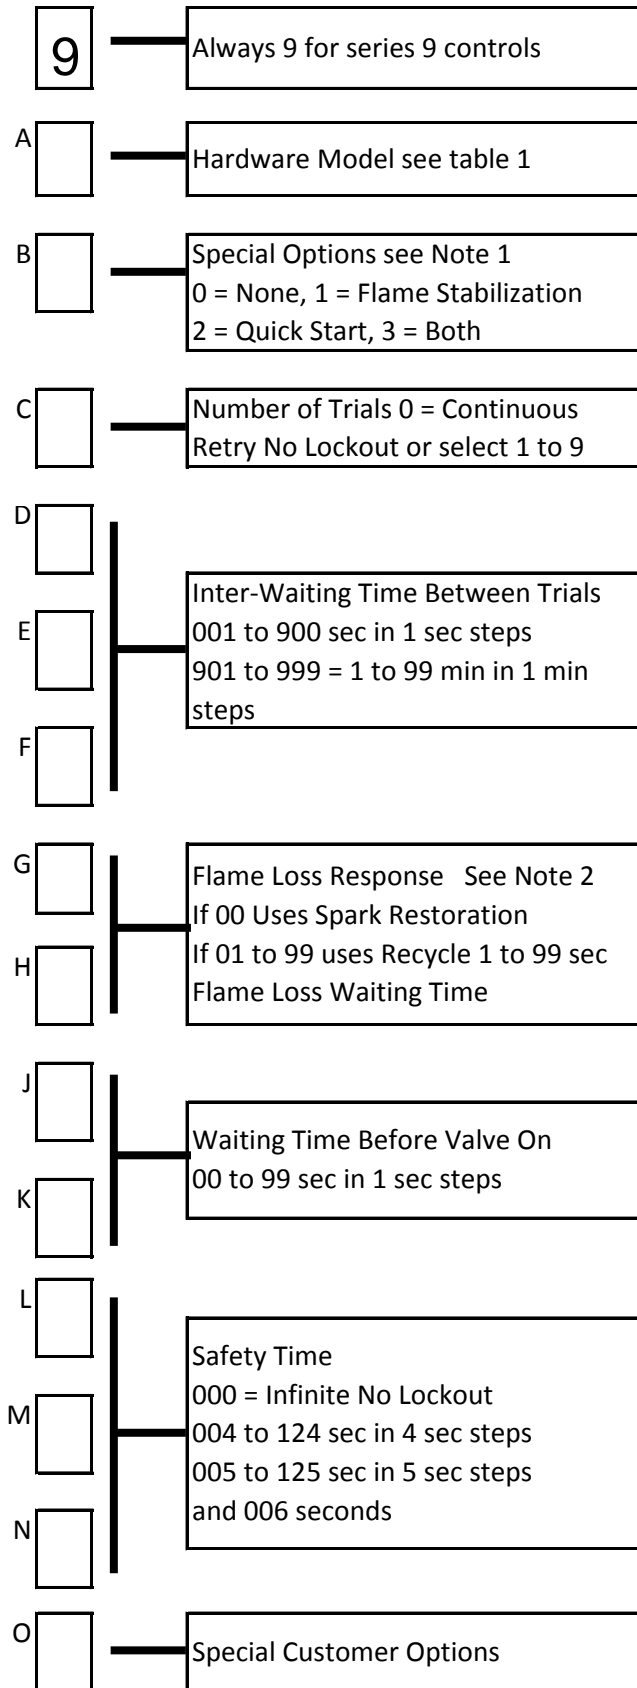 9
Always 9 for series 9 controls
A
Hardware Model see table 1
B
Special Options see Note 1
0 = None, 1 = Flame Stabilization
2 = Quick Start, 3 = Both
C
Number of Trials 0 = Continuous
Retry No Lockout or select 1 to 9
D
E
F
Inter-Waiting Time Between Trials
001 to 900 sec in 1 sec steps
901 to 999 = 1 to 99 min in 1 min
steps
G
H
Flame Loss Response   See Note 2
If 00 Uses Spark Restoration
If 01 to 99 uses Recycle 1 to 99 sec
Flame Loss Waiting Time
J
K
Waiting Time Before Valve On
00 to 99 sec in 1 sec steps
L
M
N
Safety Time
000 = Infinite No Lockout
004 to 124 sec in 4 sec steps
005 to 125 sec in 5 sec steps
and 006 seconds
O
Special Customer Options